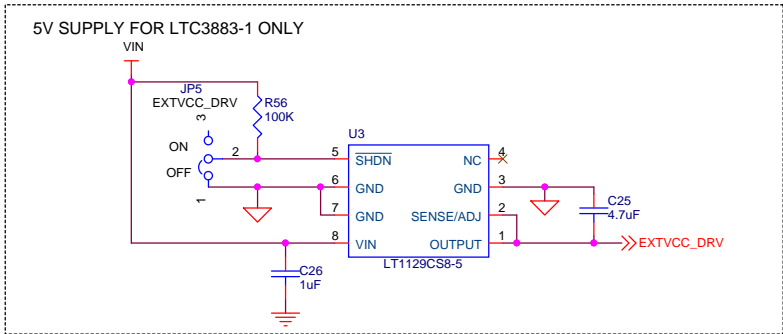 5V SUPPLY FOR LTC3883-1 ONLY
VIN
JP5
EXTVCC_DRV
3
ON
2
OFF
1
R56
100K
U3
5 SHDN NC 4
6 GND GND 3
7 GND SENSE/ADJ 2
8 VIN OUTPUT 1
LT1129CS8-5
C25
4.7uF
EXTVCC_DRV
C26
1uF